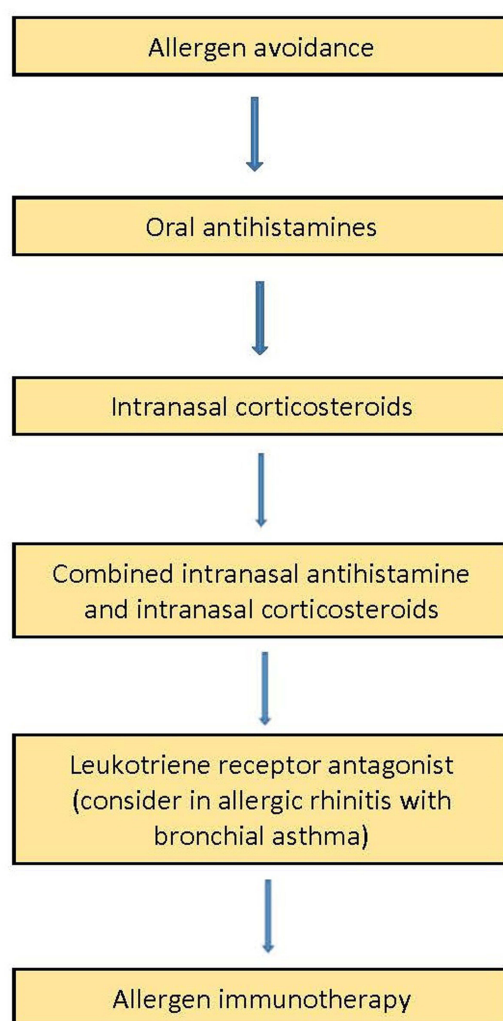 Allergen avoidance
Oral antihistamines
Intranasal corticosteroids
Combined intranasal antihistamine
and intranasal corticosteroids
Leukotriene receptor antagonist
(consider in allergic rhinitis with
bronchial asthma)
Allergen immunotherapy